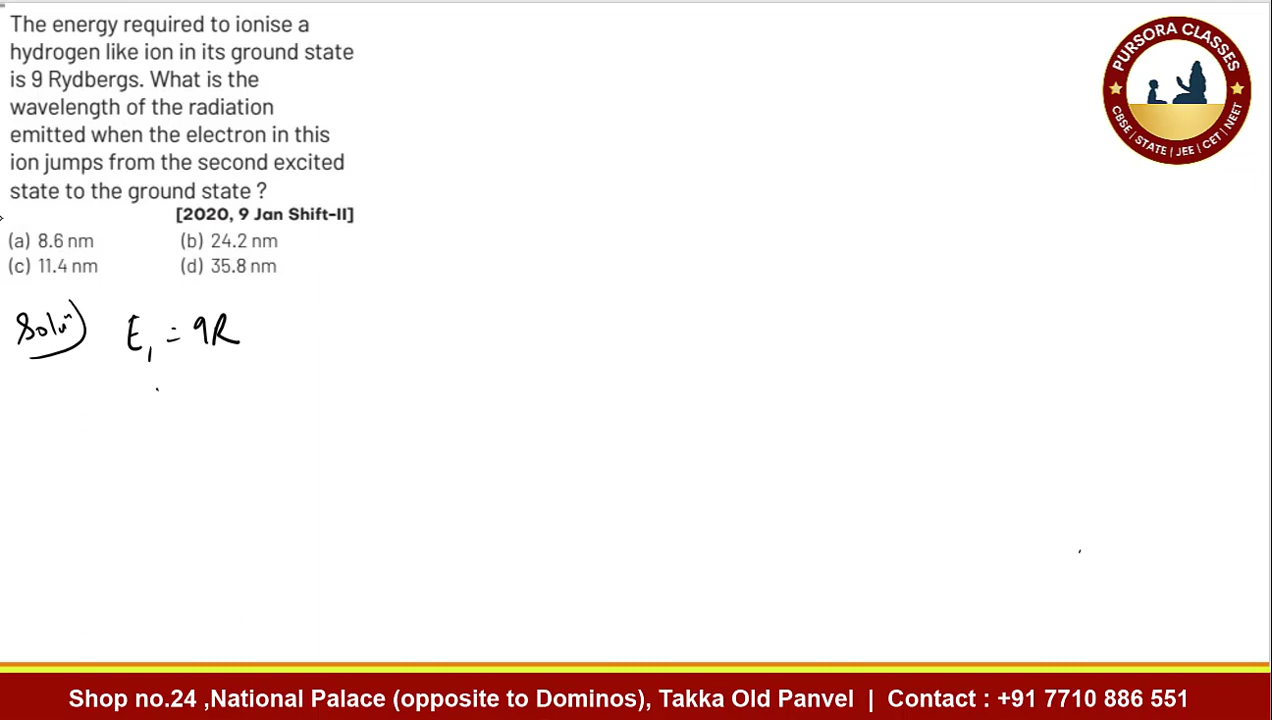 The energy required to ionise a
hydrogen like ion in its ground state
is 9 Rydbergs. What is the
wavelength of the radiation
emitted when the electron in this
ion jumps from the second excited
state to the ground state ?
[2020, 9 Jan Shift-II]
(a) 8.6 nm (b) 24.2 nm
(c) 11.4 nm (d) 35.8 nm
Soluⁿ) E₁ = 9R
PURSORA CLASSES
CBSE | STATE | JEE | CET | NEET
Shop no.24 ,National Palace (opposite to Dominos), Takka Old Panvel | Contact : +91 7710 886 551